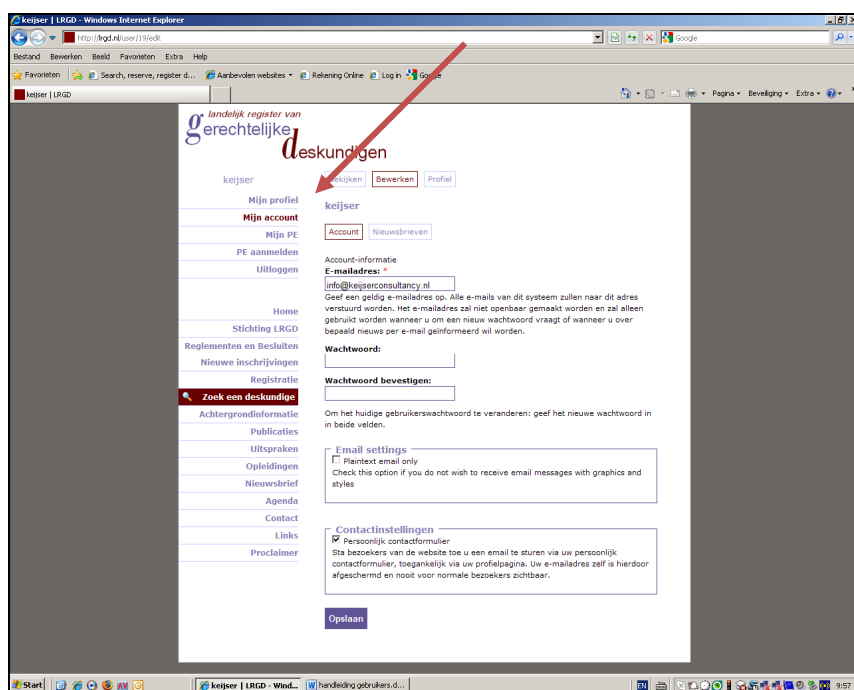 keijser | LRGD - Windows Internet Explorer
http://lrgd.nl/user/19/edit
Google
Bestand Bewerken Beeld Favorieten Extra Help
Favorieten Search, reserve, register d... Aanbevolen websites Rekening Online Log in Google
keijser | LRGD
Pagina Beveiliging Extra
landelijk register van
gerechtelijke
deskundigen
keijser
Mijn profiel
Mijn account
Mijn PE
PE aanmelden
Uitloggen
Home
Stichting LRGD
Reglementen en Besluiten
Nieuwe inschrijvingen
Registratie
Zoek een deskundige
Achtergrondinformatie
Publicaties
Uitspraken
Opleidingen
Nieuwsbrief
Agenda
Contact
Links
Proclaimer
Bekijken Bewerken Profiel
keijser
Account Nieuwsbrieven
Account-informatie
E-mailadres: *
info@keijserconsultancy.nl
Geef een geldig e-mailadres op. Alle e-mails van dit systeem zullen naar dit adres
verstuurd worden. Het e-mailadres zal niet openbaar gemaakt worden en zal alleen
gebruikt worden wanneer u om een nieuw wachtwoord vraagt of wanneer u over
bepaald nieuws per e-mail geïnformeerd wil worden.
Wachtwoord:
Wachtwoord bevestigen:
Om het huidige gebruikerswachtwoord te veranderen: geef het nieuwe wachtwoord in
in beide velden.
Email settings
Plaintext email only
Check this option if you do not wish to receive email messages with graphics and
styles
Contactinstellingen
Persoonlijk contactformulier
Sta bezoekers van de website toe u een email te sturen via uw persoonlijk
contactformulier, toegankelijk via uw profielpagina. Uw e-mailadres zelf is hierdoor
afgeschermd en nooit voor normale bezoekers zichtbaar.
Opslaan
Start keijser | LRGD - Wind... handleiding gebruikers.d... EN 9:57